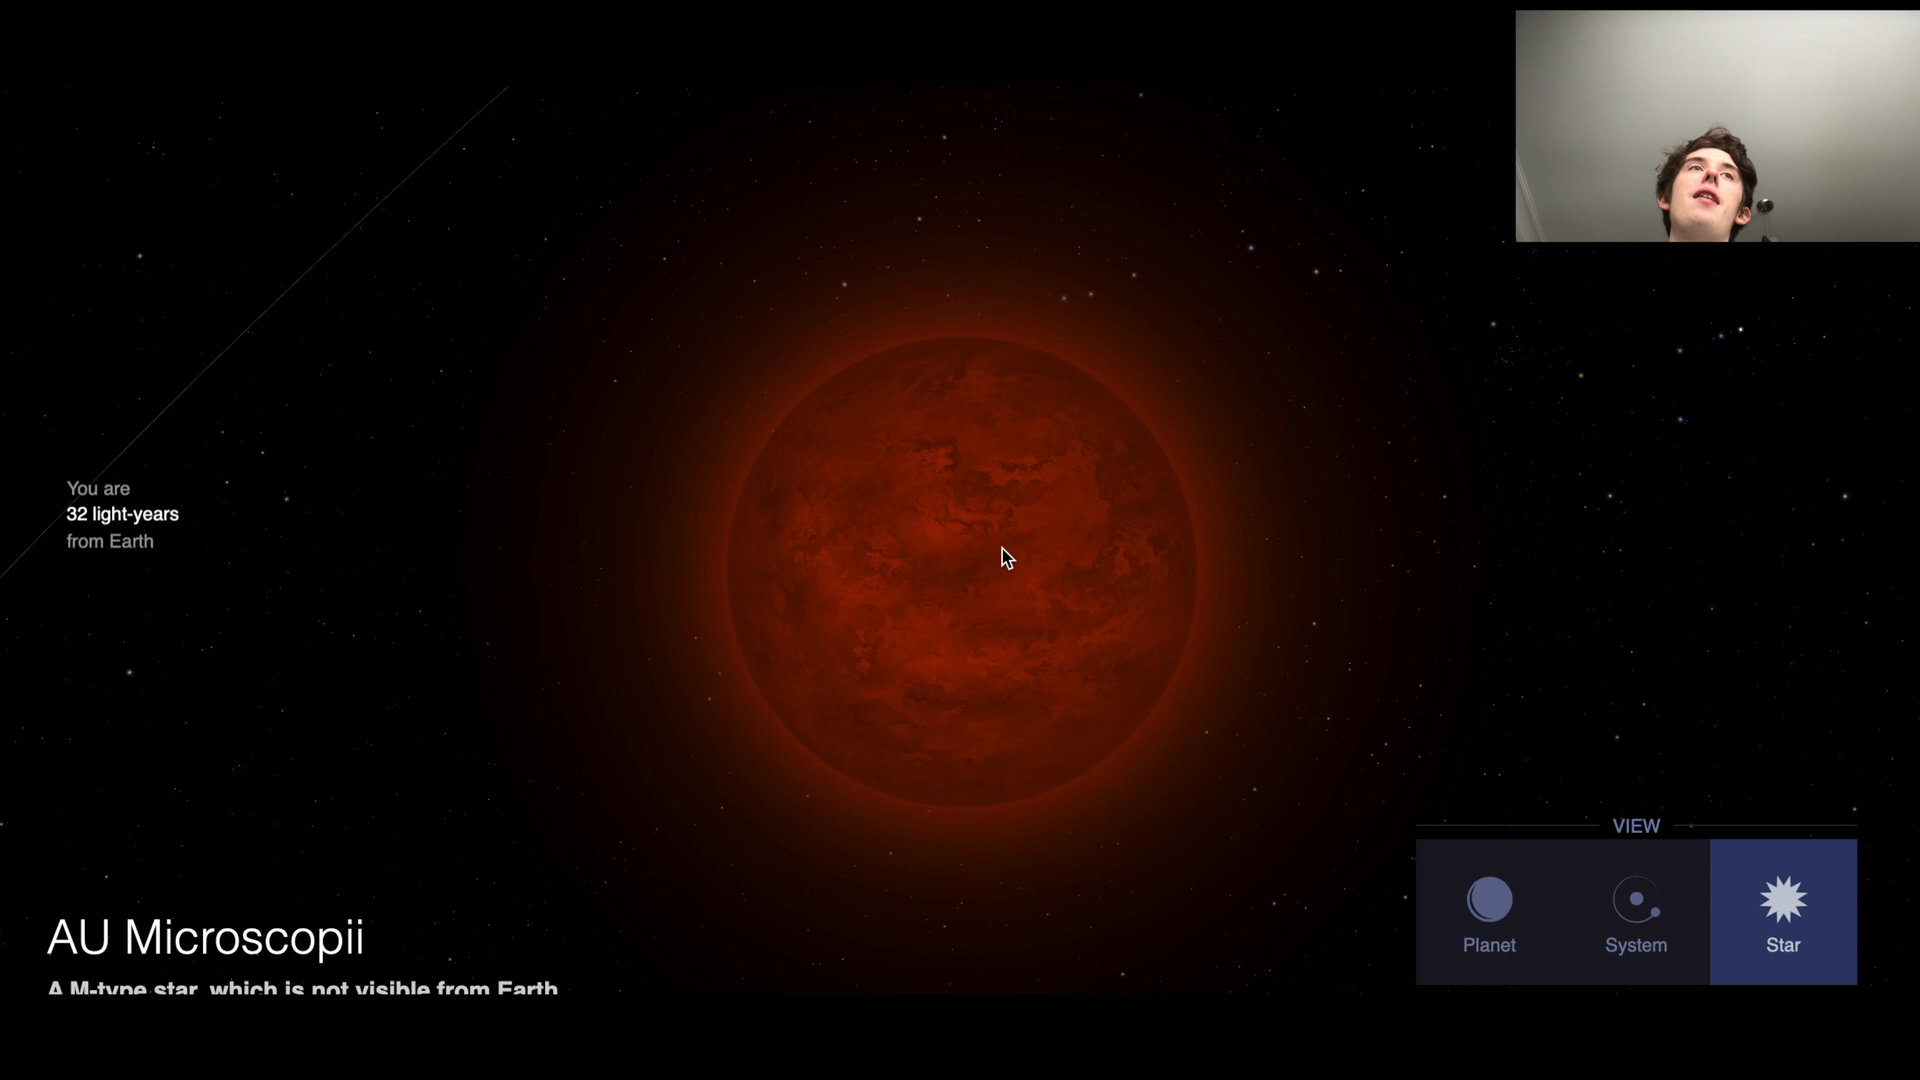 You are
32 light-years
from Earth
AU Microscopii
A M-type star, which is not visible from Earth
VIEW
Planet
System
Star